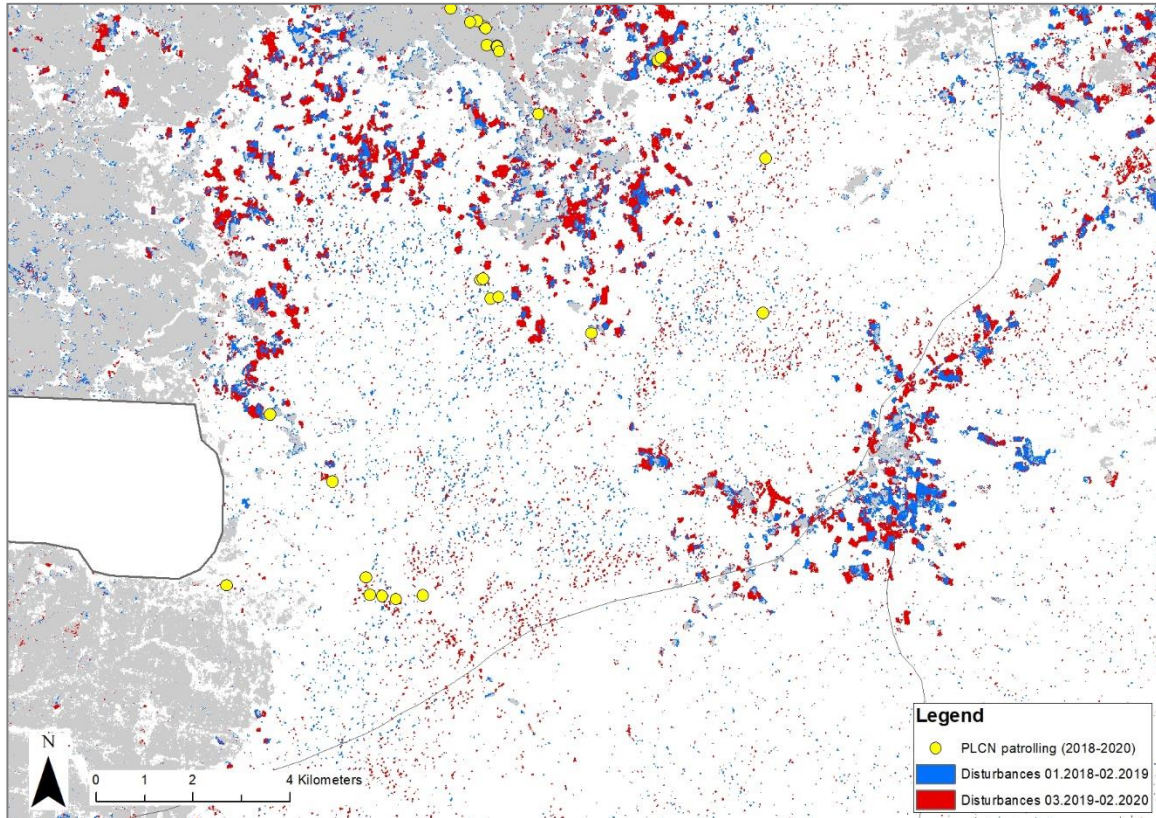 Legend
PLCN patrolling (2018-2020)
Disturbances 01.2018-02.2019
Disturbances 03.2019-02.2020
N
0 1 2 4 Kilometers